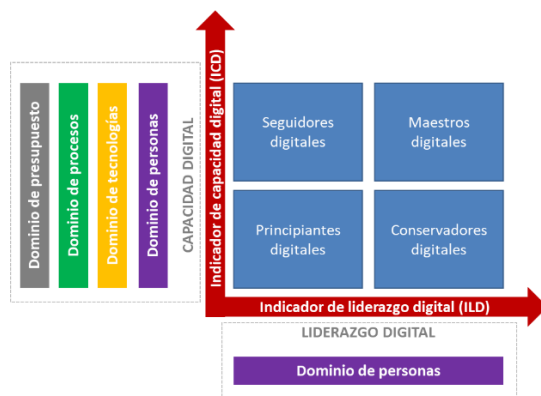 Dominio de presupuesto
Dominio de procesos
Dominio de tecnologías
Dominio de personas
CAPACIDAD DIGITAL
Indicador de capacidad digital (ICD)
Seguidores
digitales
Maestros
digitales
Principiantes
digitales
Conservadores
digitales
Indicador de liderazgo digital (ILD)
LIDERAZGO DIGITAL
Dominio de personas